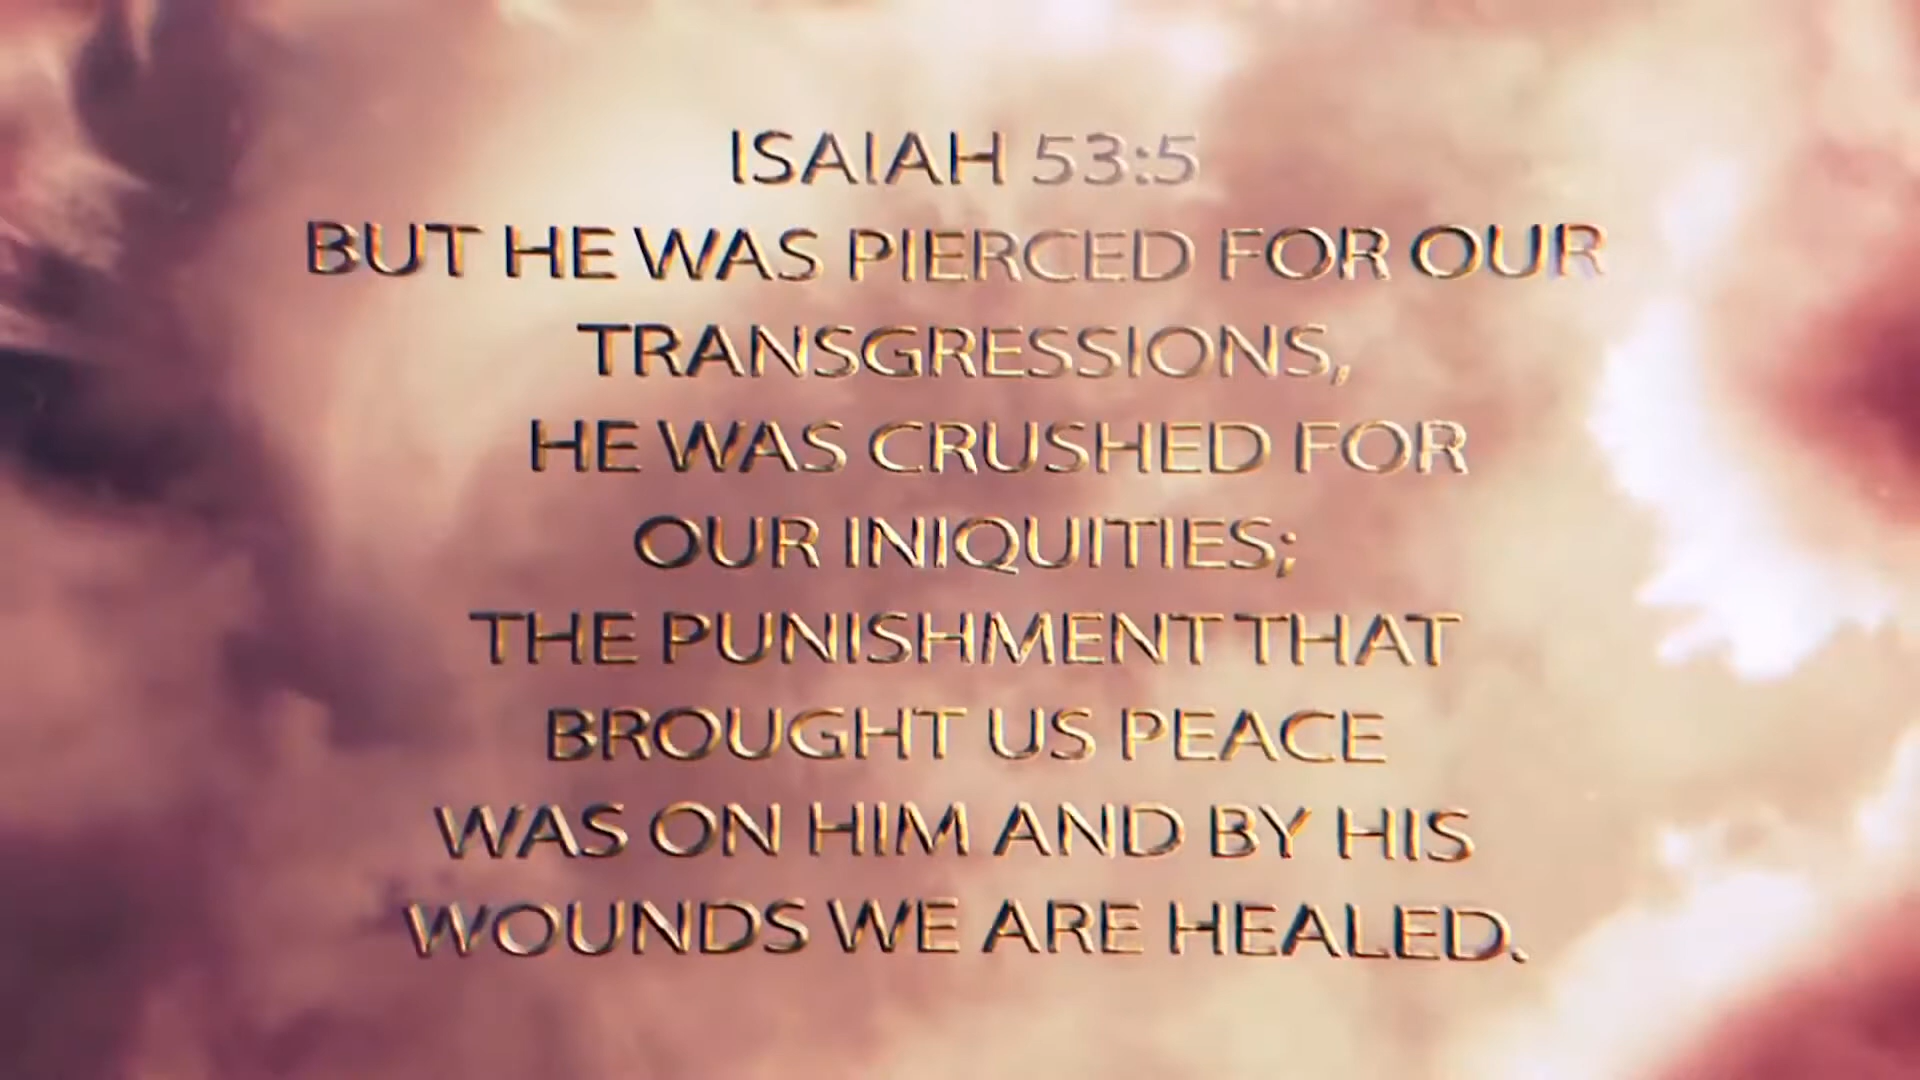 ISAIAH 53:5
BUT HE WAS PIERCED FOR OUR
TRANSGRESSIONS,
HE WAS CRUSHED FOR
OUR INIQUITIES;
THE PUNISHMENT THAT
BROUGHT US PEACE
WAS ON HIM AND BY HIS
WOUNDS WE ARE HEALED.